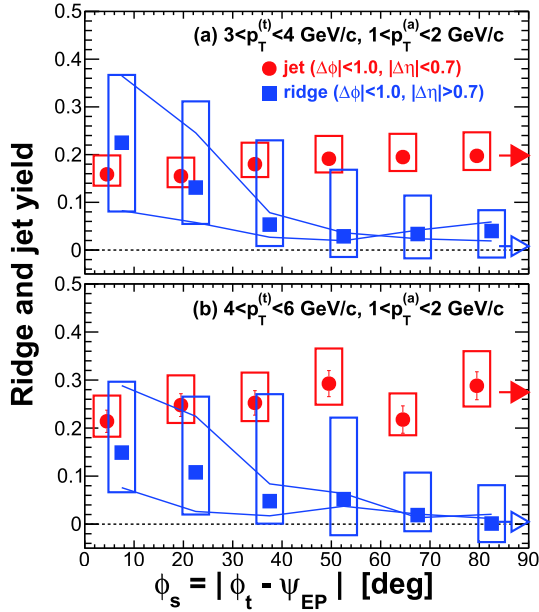 (a) 3<p_T^(t)<4 GeV/c, 1<p_T^(a)<2 GeV/c
jet (Δϕ|<1.0, |Δη|<0.7)
ridge (Δϕ|<1.0, |Δη|>0.7)
0.5
0.4
0.3
0.2
0.1
0
Ridge and jet yield
(b) 4<p_T^(t)<6 GeV/c, 1<p_T^(a)<2 GeV/c
0.5
0.4
0.3
0.2
0.1
0
0 10 20 30 40 50 60 70 80 90
ϕ_s = | ϕ_t - ψ_EP | [deg]